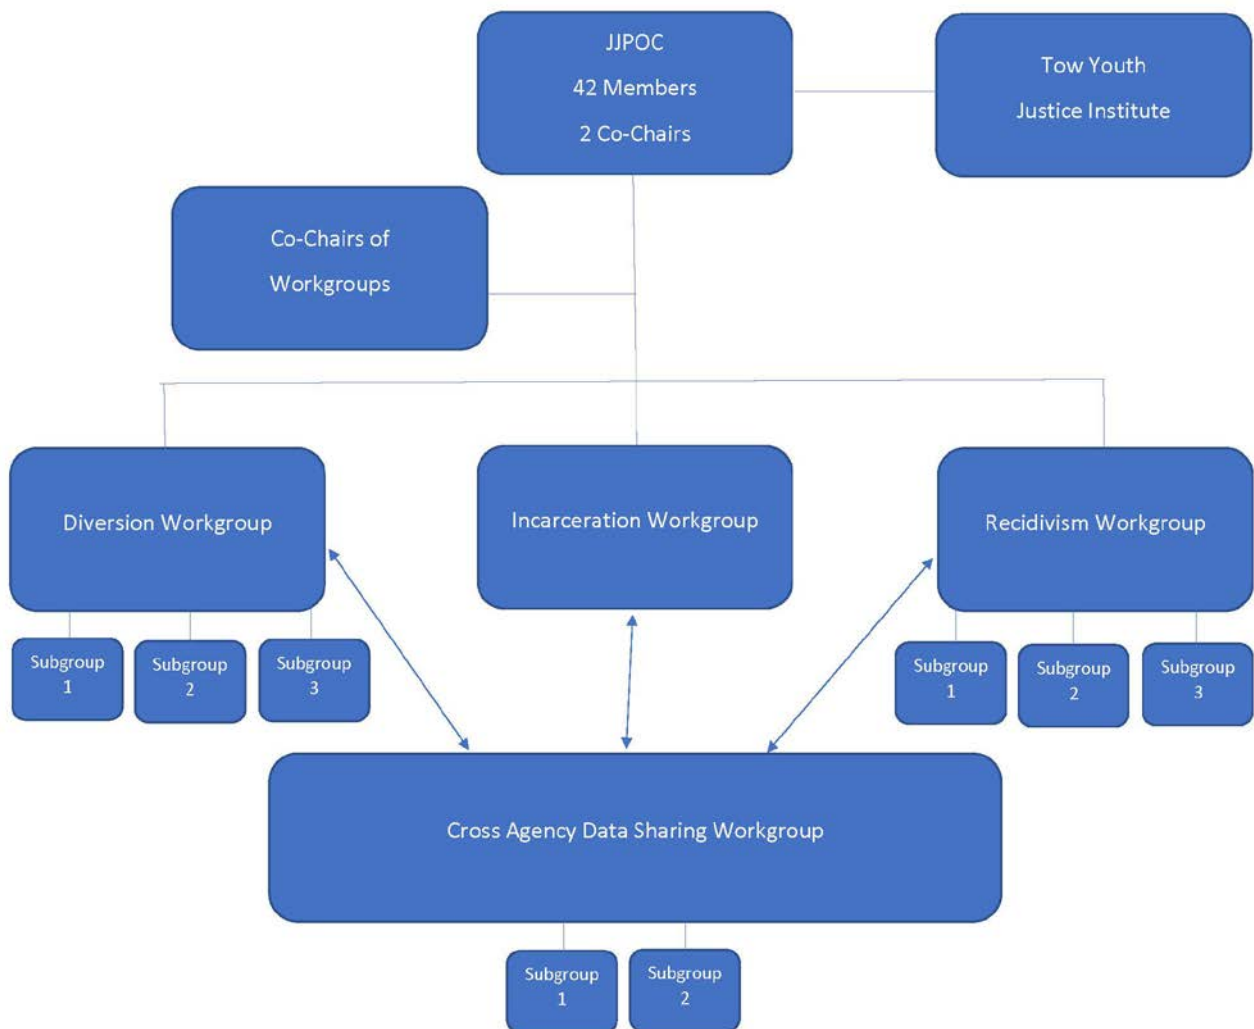 JJPOC
42 Members
2 Co-Chairs
Tow Youth
Justice Institute
Co-Chairs of
Workgroups
Diversion Workgroup
Incarceration Workgroup
Recidivism Workgroup
Subgroup
1
Subgroup
2
Subgroup
3
Subgroup
1
Subgroup
2
Subgroup
3
Cross Agency Data Sharing Workgroup
Subgroup
1
Subgroup
2